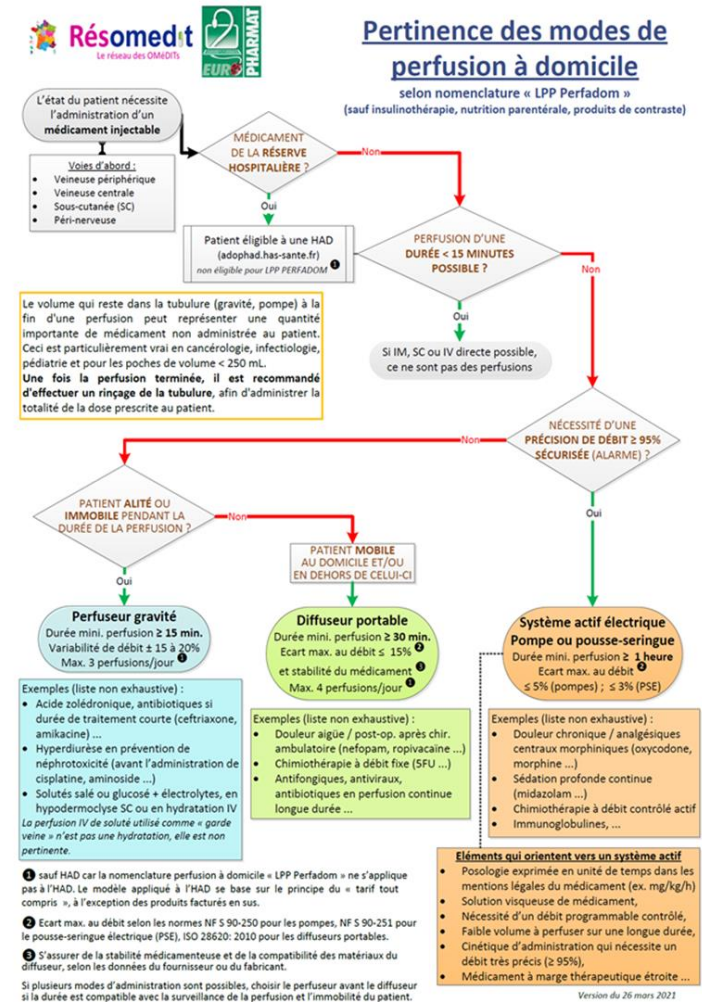 Résomedit
Le réseau des OMéDITs
EURO
PHARMAT
Pertinence des modes de
perfusion à domicile
selon nomenclature « LPP Perfadom »
(sauf insulinothérapie, nutrition parentérale, produits de contraste)
L'état du patient nécessite
l'administration d'un
médicament injectable
Voies d'abord :
• Veineuse périphérique
• Veineuse centrale
• Sous-cutanée (SC)
• Péri-nerveuse
MÉDICAMENT
DE LA RÉSERVE
HOSPITALIÈRE ?
Non
Oui
Patient éligible à une HAD
(adophad.has-sante.fr)
non éligible pour LPP PERFADOM ❶
PERFUSION D'UNE
DURÉE < 15 MINUTES
POSSIBLE ?
Non
Oui
Si IM, SC ou IV directe possible,
ce ne sont pas des perfusions
Le volume qui reste dans la tubulure (gravité, pompe) à la
fin d'une perfusion peut représenter une quantité
importante de médicament non administrée au patient.
Ceci est particulièrement vrai en cancérologie, infectiologie,
pédiatrie et pour les poches de volume < 250 mL.
Une fois la perfusion terminée, il est recommandé
d'effectuer un rinçage de la tubulure, afin d'administrer la
totalité de la dose prescrite au patient.
NÉCESSITÉ D'UNE
PRÉCISION DE DÉBIT ≥ 95%
SÉCURISÉE (ALARME) ?
Non
Oui
PATIENT ALITÉ OU
IMMOBILE PENDANT LA
DURÉE DE LA PERFUSION ?
Non
Oui
PATIENT MOBILE
AU DOMICILE ET/OU
EN DEHORS DE CELUI-CI
Perfuseur gravité
Durée mini. perfusion ≥ 15 min.
Variabilité de débit ± 15 à 20%
Max. 3 perfusions/jour ❶
Diffuseur portable
Durée mini. perfusion ≥ 30 min.
Ecart max. au débit ≤ 15% ❷
et stabilité du médicament
Max. 4 perfusions/jour ❶
Système actif électrique
Pompe ou pousse-seringue
Durée mini. perfusion ≥ 1 heure
Ecart max. au débit ❷
≤ 5% (pompes) ; ≤ 3% (PSE)
Exemples (liste non exhaustive) :
• Acide zolédronique, antibiotiques si
durée de traitement courte (ceftriaxone,
amikacine) ...
• Hyperdiurèse en prévention de
néphrotoxicité (avant l'administration de
cisplatine, aminoside ...)
• Solutés salé ou glucosé + électrolytes, en
hypodermoclyse SC ou en hydratation IV
La perfusion IV de soluté utilisé comme « garde
veine » n'est pas une hydratation, elle est non
pertinente.
Exemples (liste non exhaustive) :
• Douleur aigüe / post-op. après chir.
ambulatoire (nefopam, ropivacaïne ...)
• Chimiothérapie à débit fixe (5FU ...)
• Antifongiques, antiviraux,
antibiotiques en perfusion continue
longue durée ...
Exemples (liste non exhaustive) :
• Douleur chronique / analgésiques
centraux morphiniques (oxycodone,
morphine ...)
• Sédation profonde continue
(midazolam ...)
• Chimiothérapie à débit contrôlé actif
• Immunoglobulines, ...
Eléments qui orientent vers un système actif
• Posologie exprimée en unité de temps dans les
mentions légales du médicament (ex. mg/kg/h)
• Solution visqueuse de médicament,
• Nécessité d'un débit programmable contrôlé,
• Faible volume à perfuser sur une longue durée,
• Cinétique d'administration qui nécessite un
débit très précis (≥ 95%),
• Médicament à marge thérapeutique étroite ...
❶ sauf HAD car la nomenclature perfusion à domicile « LPP Perfadom » ne s'applique
pas à l'HAD. Le modèle appliqué à l'HAD se base sur le principe du « tarif tout
compris », à l'exception des produits facturés en sus.
❷ Ecart max. au débit selon les normes NF S 90-250 pour les pompes, NF S 90-251 pour
le pousse-seringue électrique (PSE), ISO 28620: 2010 pour les diffuseurs portables.
❸ S'assurer de la stabilité médicamenteuse et de la compatibilité des matériaux du
diffuseur, selon les données du fournisseur ou du fabricant.
Si plusieurs modes d'administration sont possibles, choisir le perfuseur avant le diffuseur
si la durée est compatible avec la surveillance de la perfusion et l'immobilité du patient.
Version du 26 mars 2021